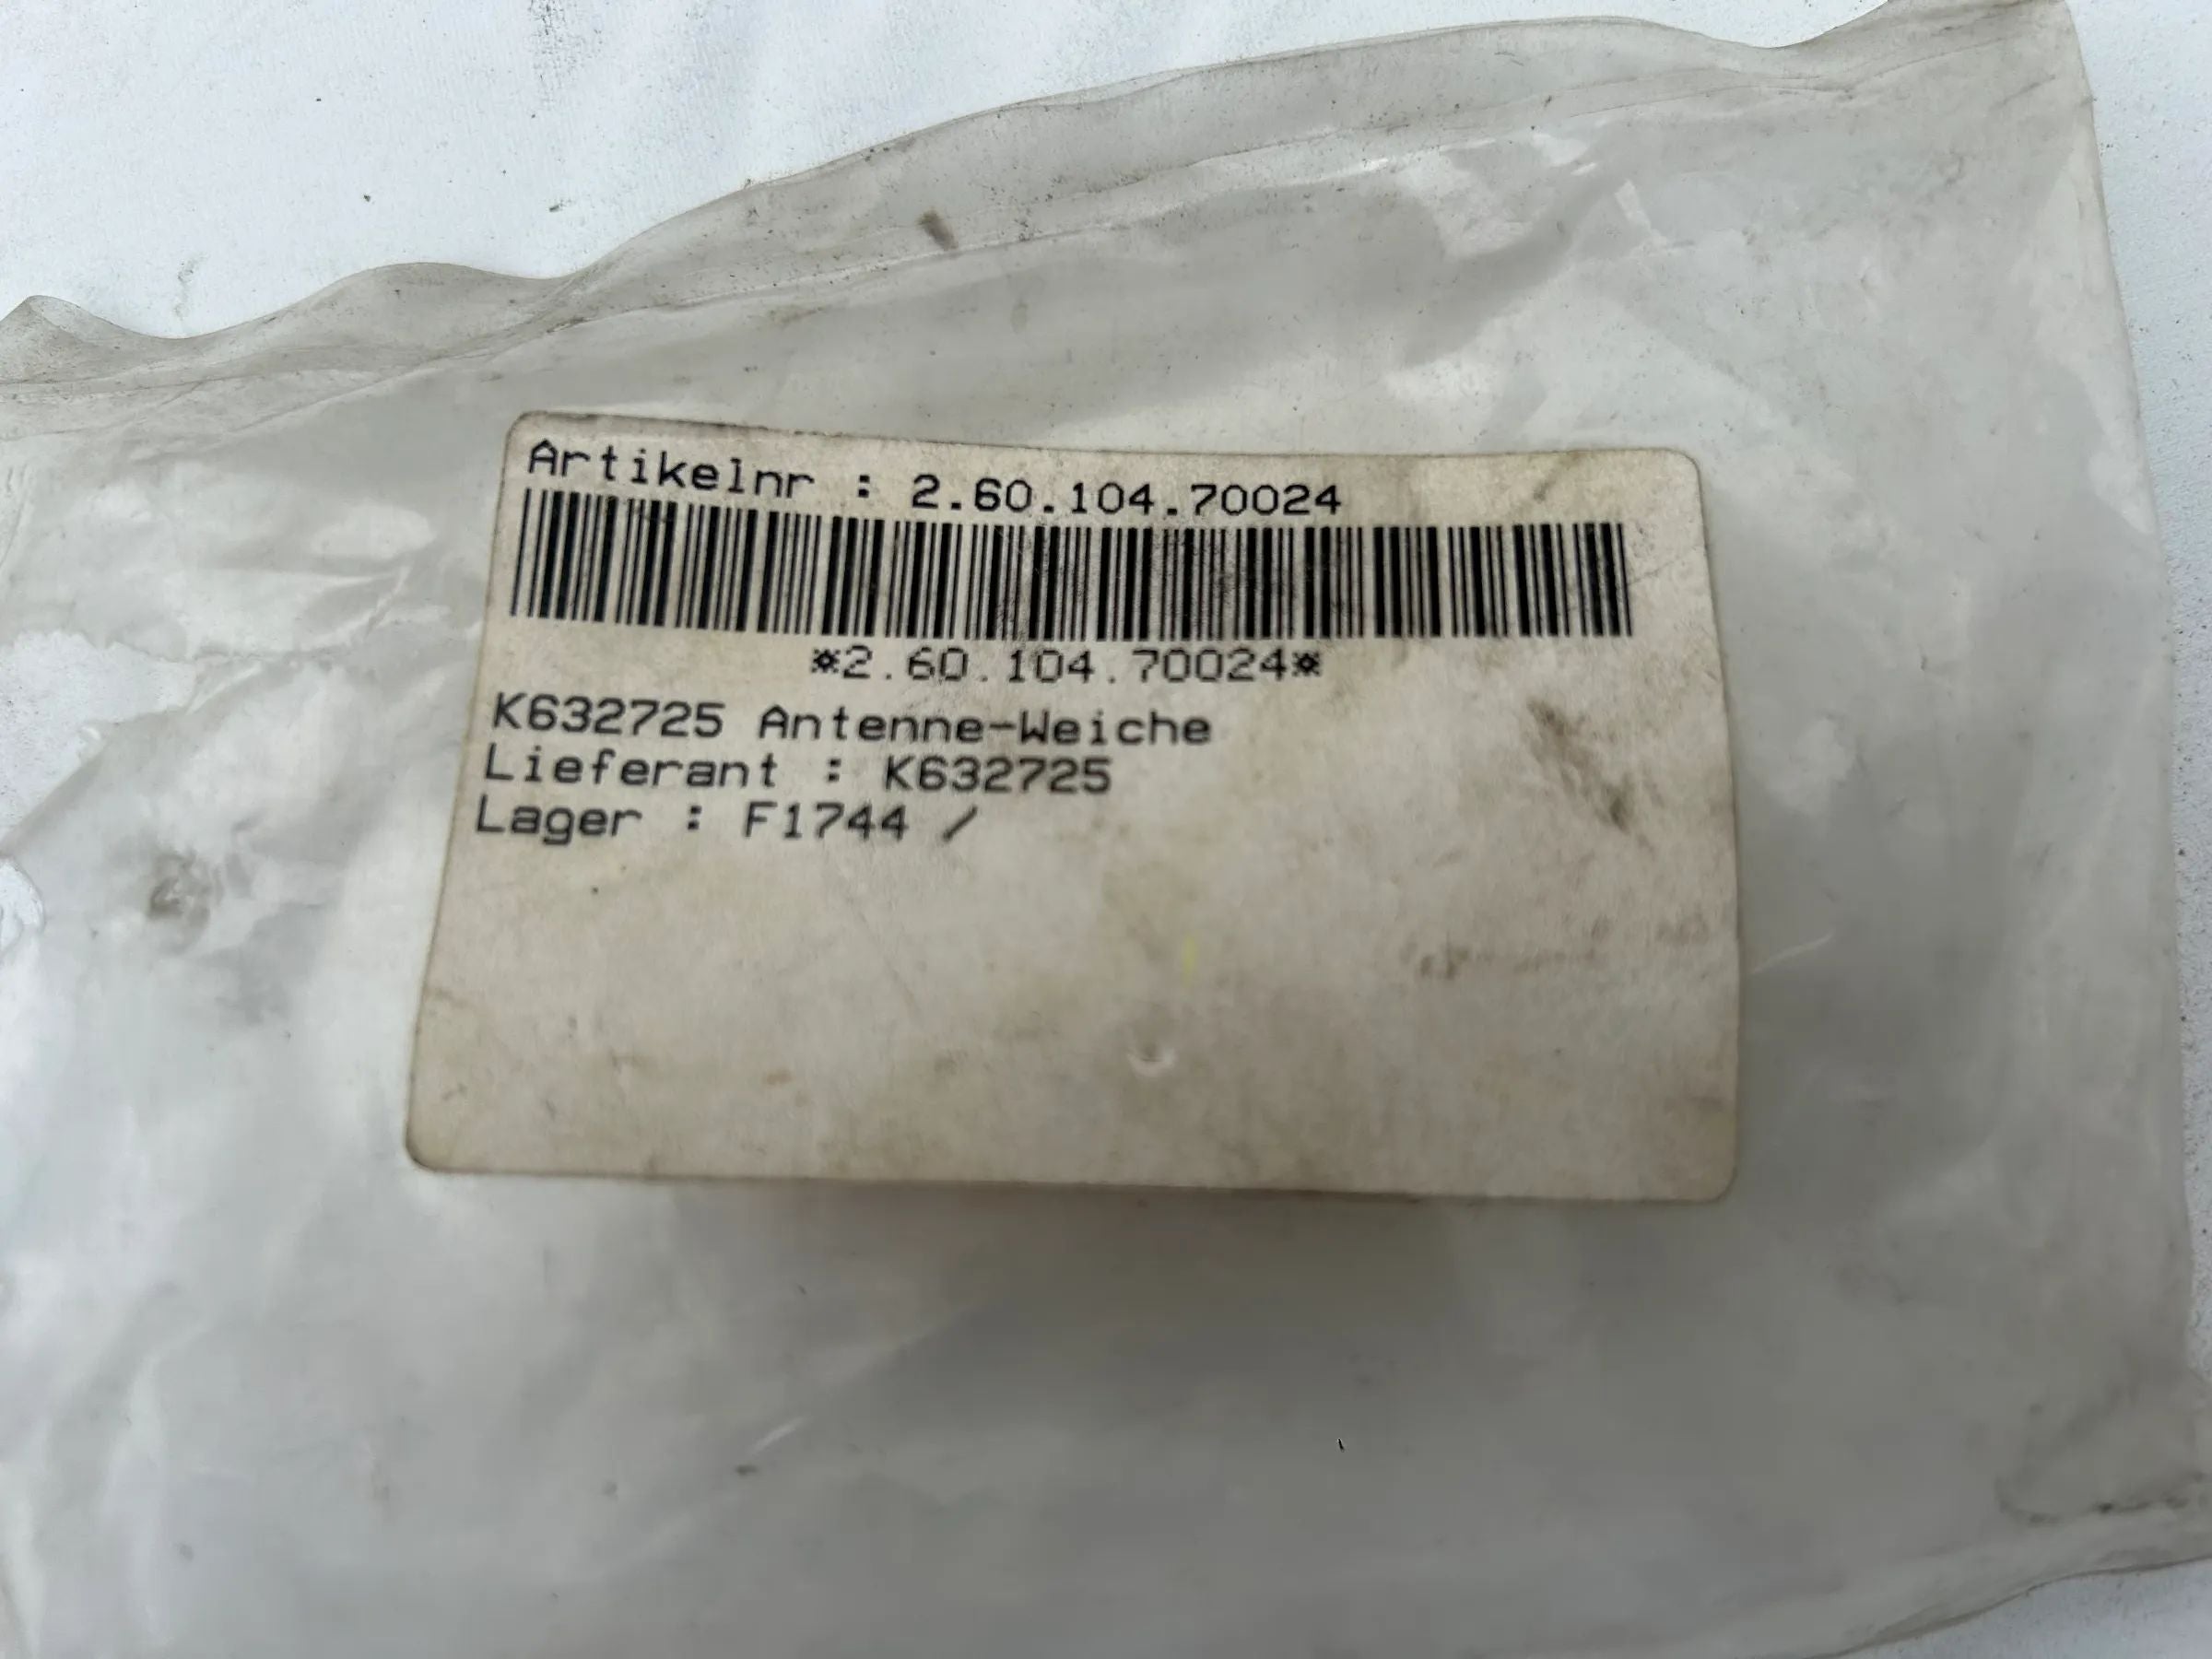 Artikelnr : 2.60.104.70024
*2.60.104.70024*
K632725 Antenne-Weiche
Lieferant : K632725
Lager : F1744 /